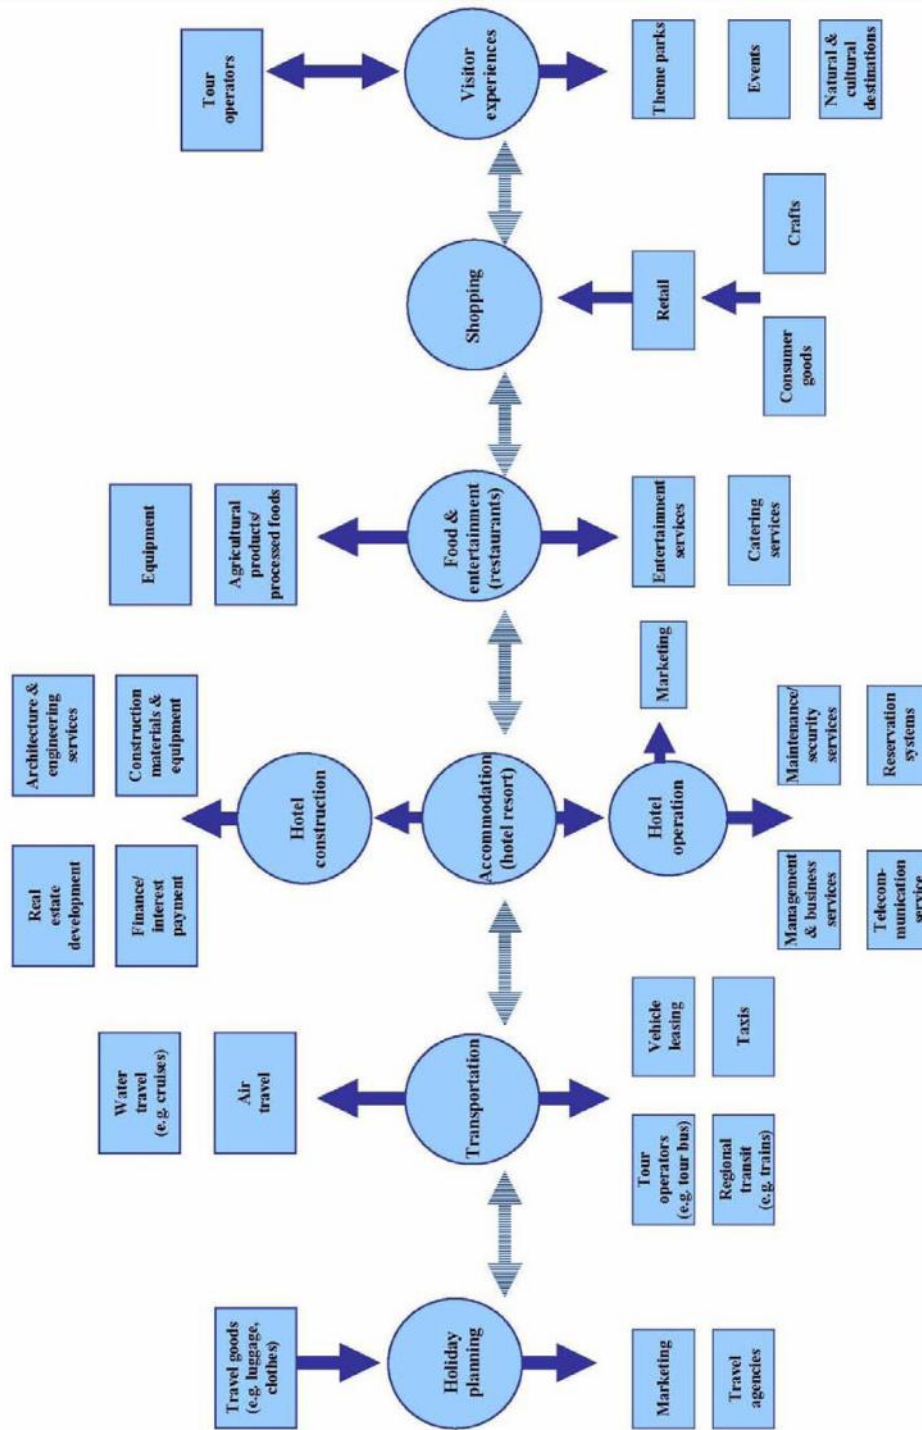 Travel goods
(e.g. luggage,
clothes)
Holiday
planning
Marketing
Travel
agencies
Water
travel
(e.g. cruises)
Air
travel
Transportation
Tour
operators
(e.g. tour bus)
Vehicle
leasing
Regional
transit
(e.g. trains)
Taxis
Real
estate
development
Architecture &
engineering
services
Finance/
interest
payment
Construction
materials &
equipment
Hotel
construction
Accommodation
(hotel resort)
Hotel
operation
Marketing
Management
& business
services
Maintenance/
security
services
Telecom-
munication
service
Reservation
systems
Equipment
Agricultural
products/
processed foods
Food &
entertainment
(restaurants)
Entertainment
services
Catering
services
Shopping
Retail
Consumer
goods
Crafts
Tour
operators
Visitor
experiences
Theme parks
Events
Natural &
cultural
destinations